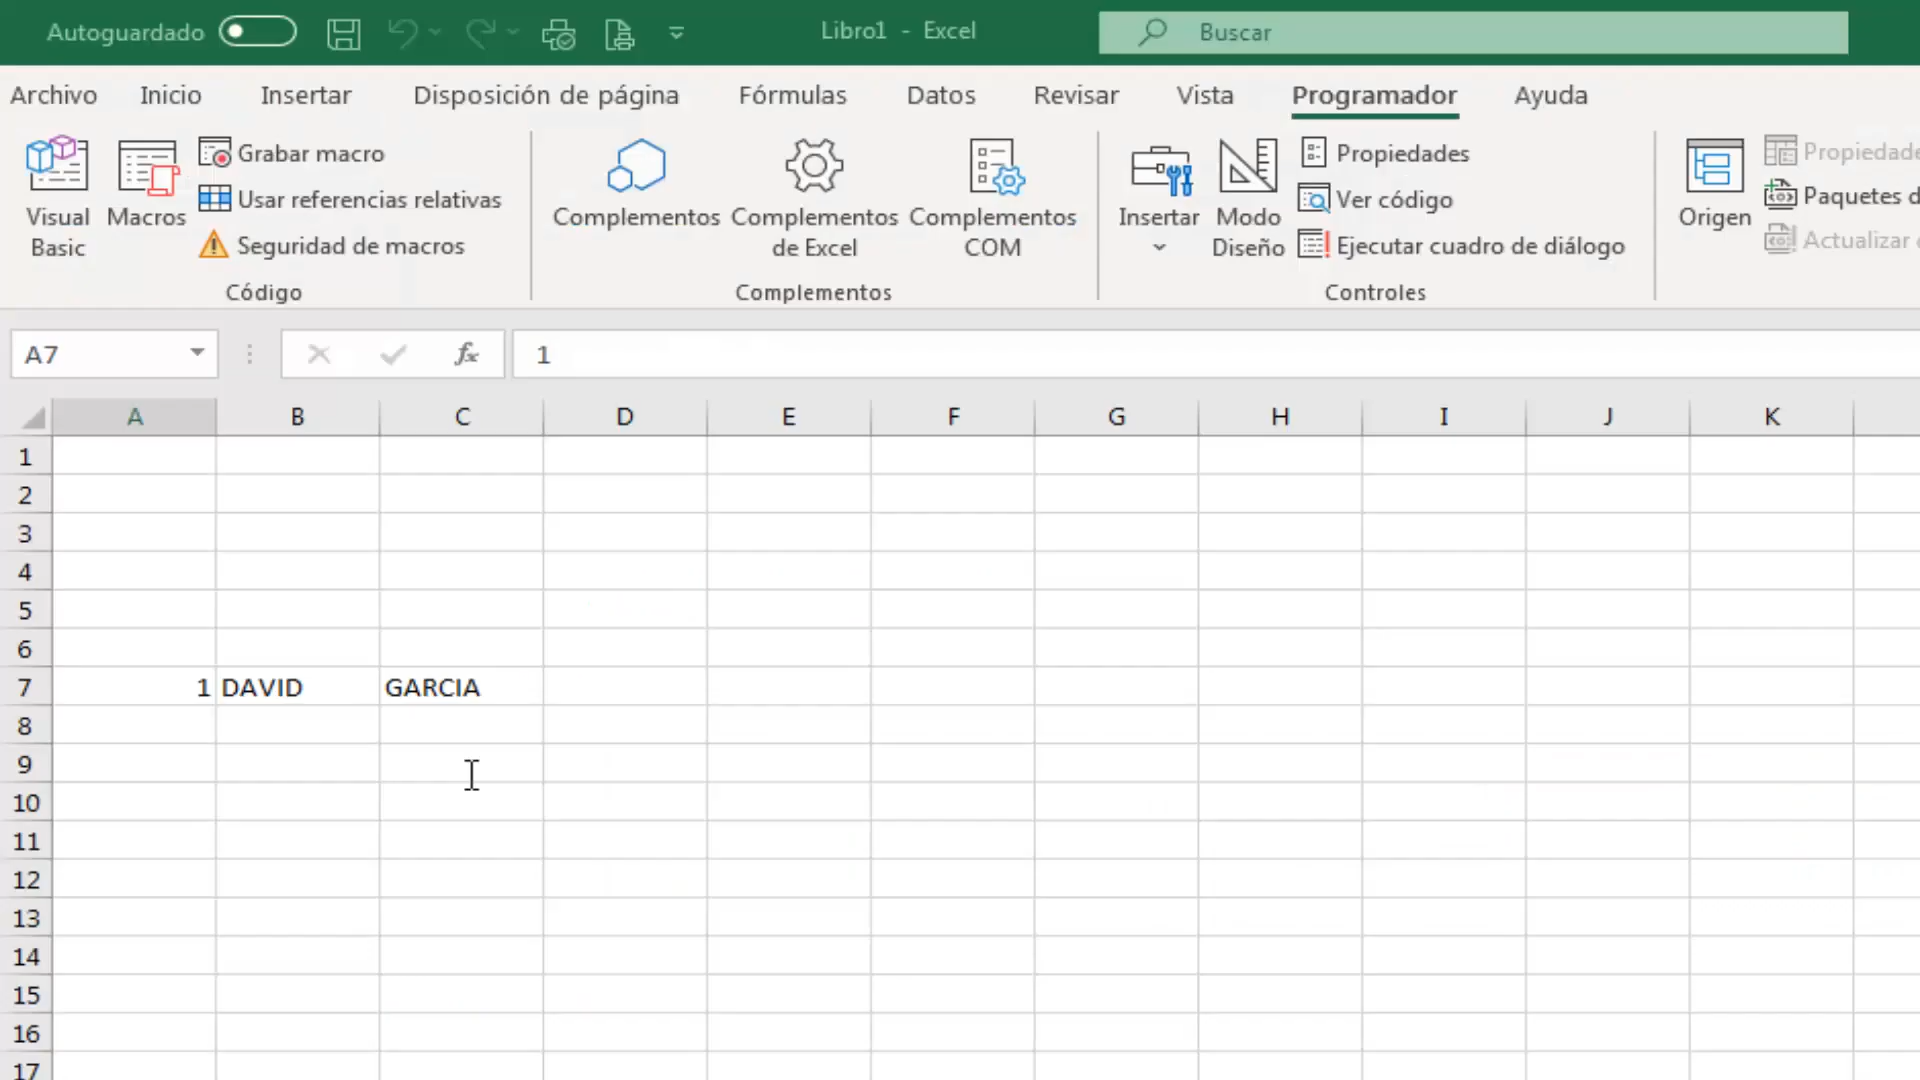 Autoguardado Libro1 - Excel Buscar
Archivo Inicio Insertar Disposición de página Fórmulas Datos Revisar Vista Programador Ayuda
Visual Basic
Macros
Grabar macro
Usar referencias relativas
Seguridad de macros
Código
Complementos
Complementos de Excel
Complementos COM
Complementos
Insertar
Modo Diseño
Propiedades
Ver código
Ejecutar cuadro de diálogo
Controles
Origen
Propiedade
Paquetes d
Actualizar
A7 fx 1
A B C D E F G H I J K
1
2
3
4
5
6
7 1 DAVID GARCIA
8
9
10
11
12
13
14
15
16
17